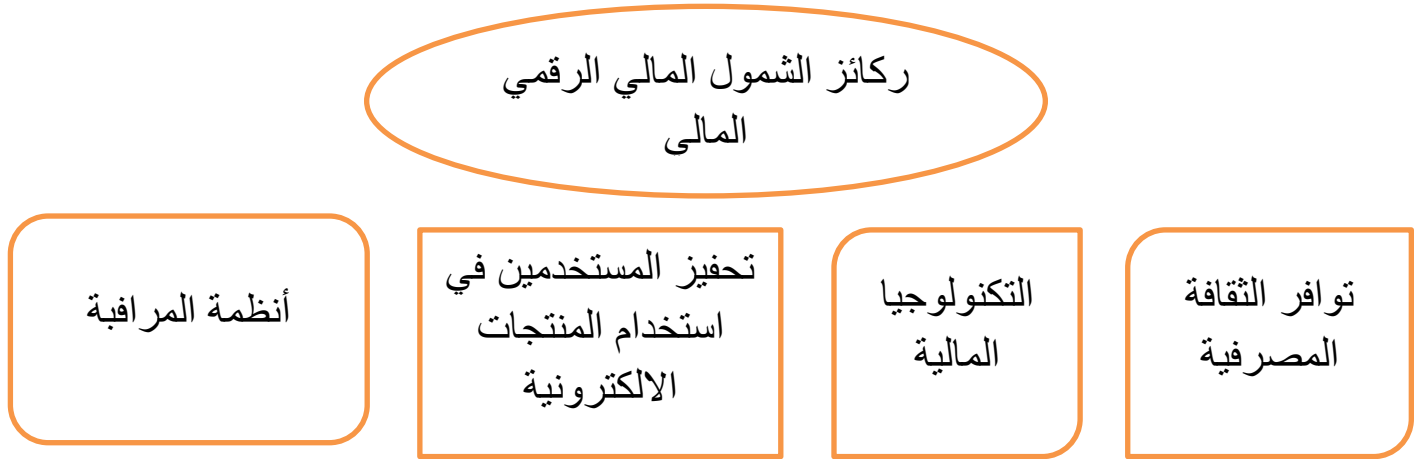 ركائز الشمول المالي الرقمي
المالى
توافر الثقافة
المصرفية
التكنولوجيا
المالية
تحفيز المستخدمين في
استخدام المنتجات
الالكترونية
أنظمة المرافبة